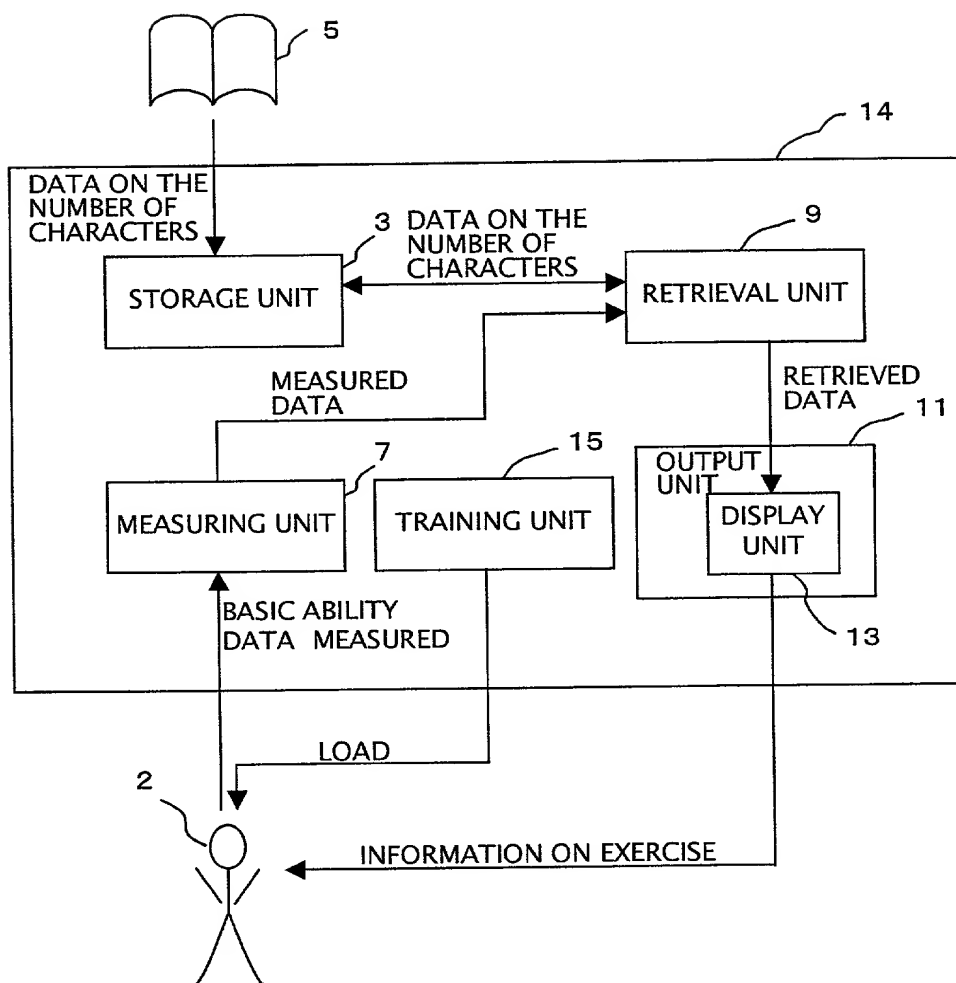 5
14
DATA ON THE
NUMBER OF
CHARACTERS
3
DATA ON THE
NUMBER OF
CHARACTERS
9
STORAGE UNIT
RETRIEVAL UNIT
MEASURED
DATA
RETRIEVED
DATA
11
7
15
OUTPUT
UNIT
MEASURING UNIT
TRAINING UNIT
DISPLAY
UNIT
BASIC ABILITY
DATA MEASURED
13
LOAD
2
INFORMATION ON EXERCISE